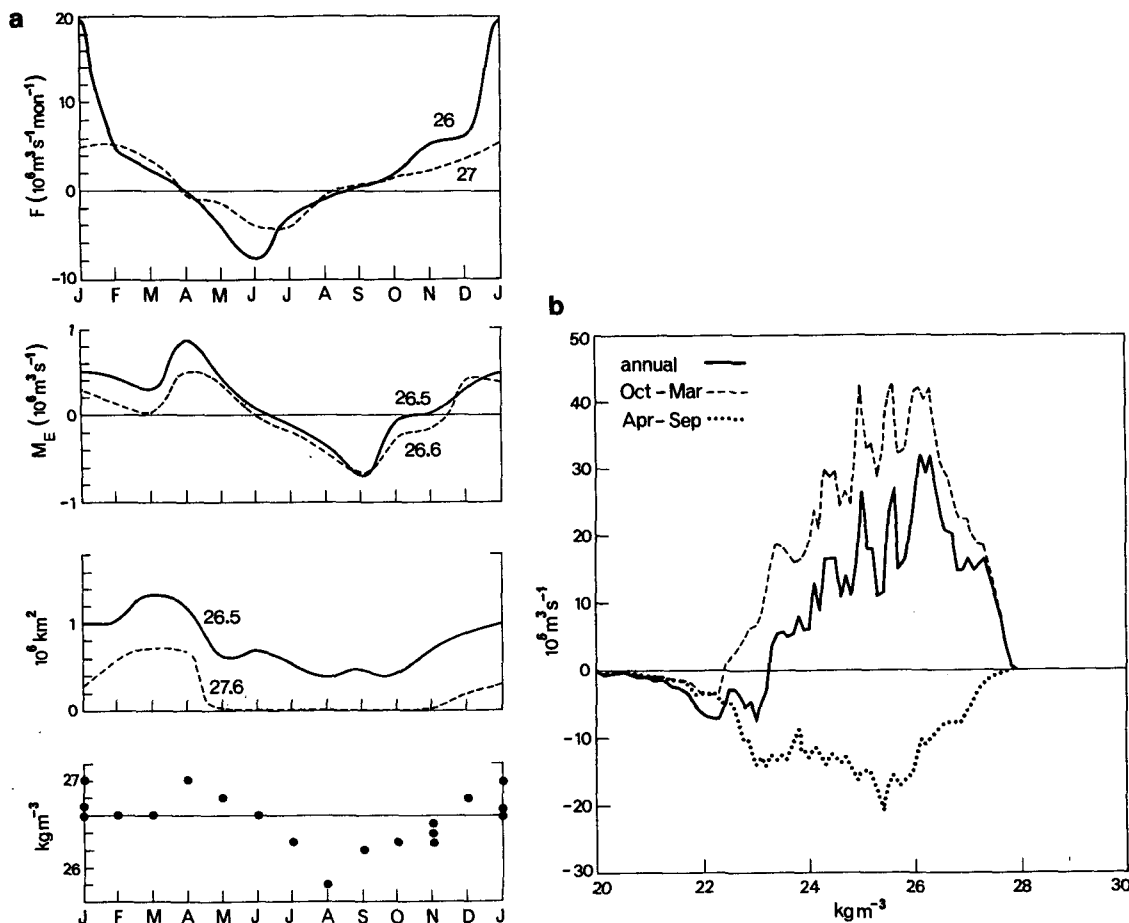 a
F (10⁶m³s⁻¹mon⁻¹)
20
10
0
-10
26
27
J F M A M J J A S O N D J
M_E (10⁶m³s⁻¹)
1
0
-1
26.5
26.6
10⁶km²
1
0
26.5
27.6
kgm⁻³
27
26
J F M A M J J A S O N D J
b
annual
Oct-Mar
Apr-Sep
10⁶m³s⁻¹
50
40
30
20
10
0
-10
-20
-30
20 22 24 26 28 30
kgm⁻³